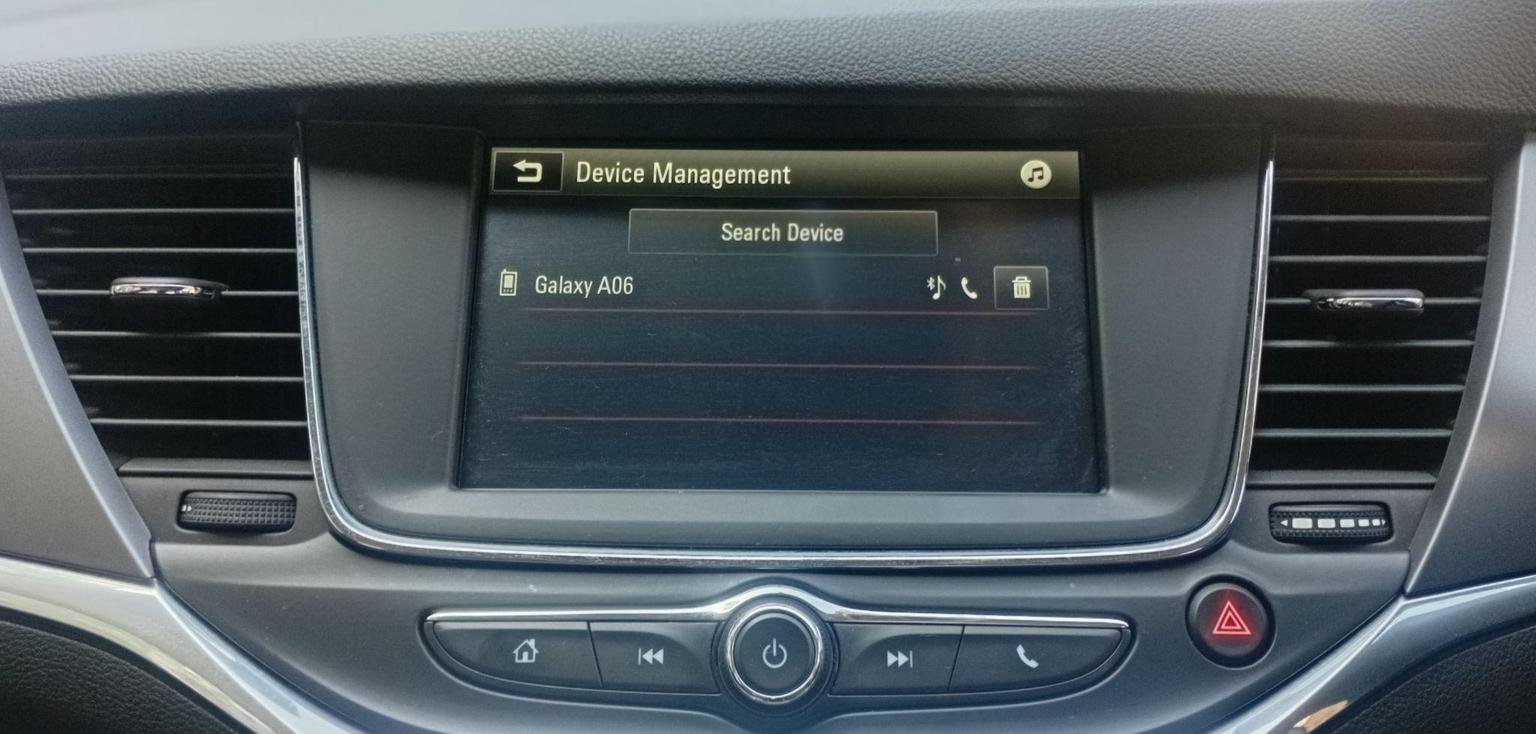 Device Management
Search Device
Galaxy A06